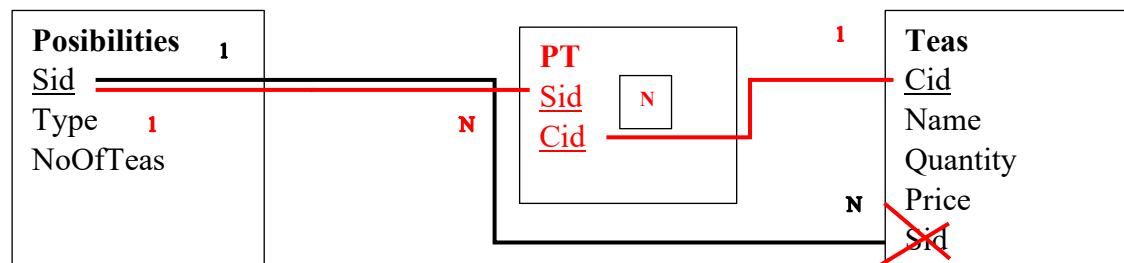 Posibilities
1
Sid
Type
1
NoOfTeas
N
PT
Sid
Cid
N
1
Teas
Cid
Name
Quantity
Price
N
Sid